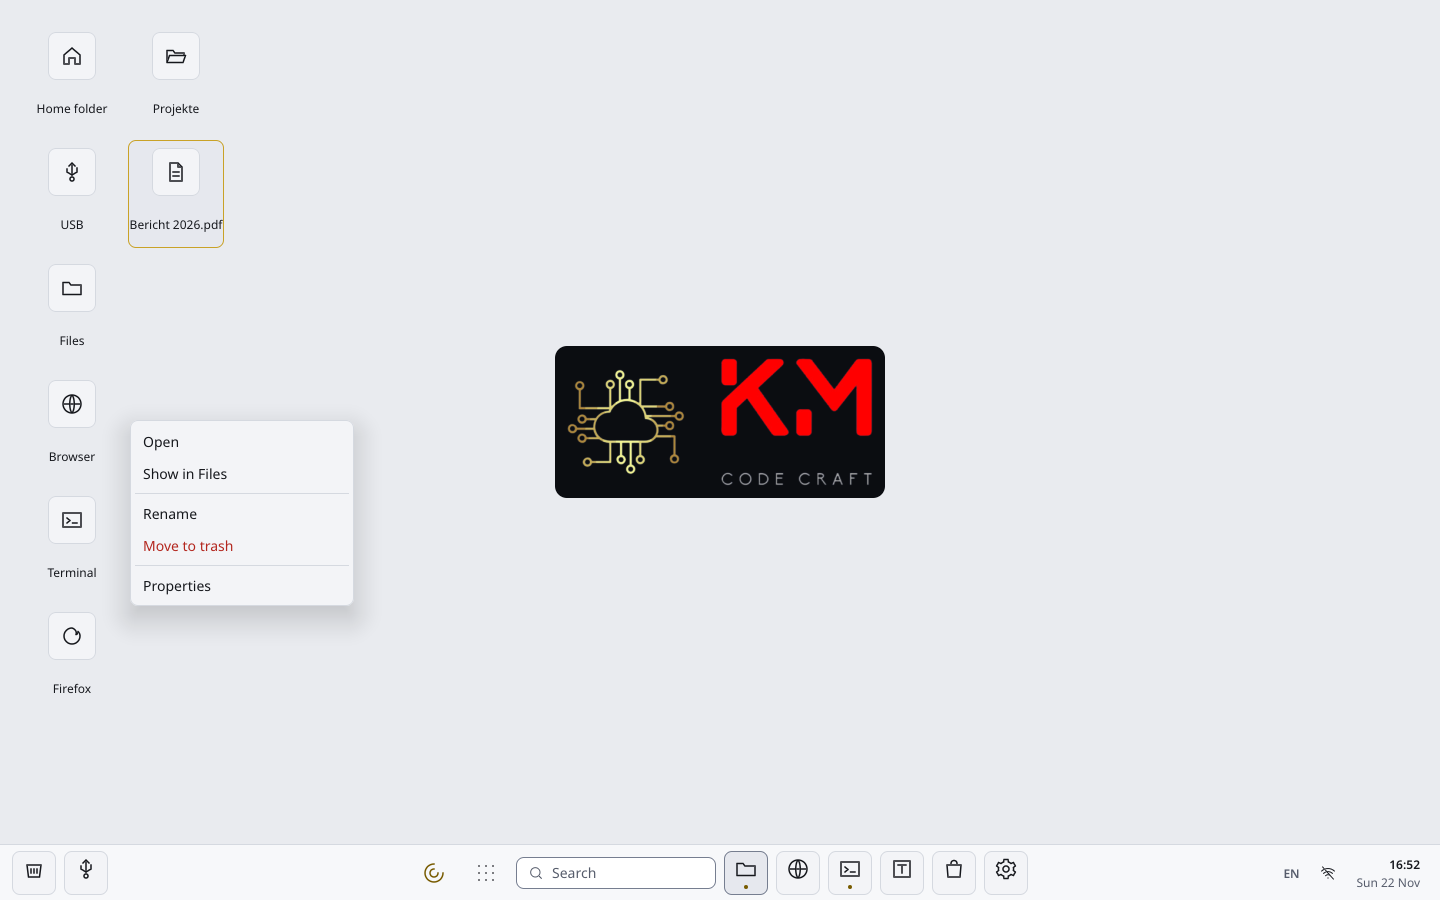 Home folder
Projekte
USB
Bericht 2026.pdf
Files
Browser
Terminal
Firefox
Open
Show in Files
Rename
Move to trash
Properties
KM
CODE CRAFT
Search
EN
16:52
Sun 22 Nov